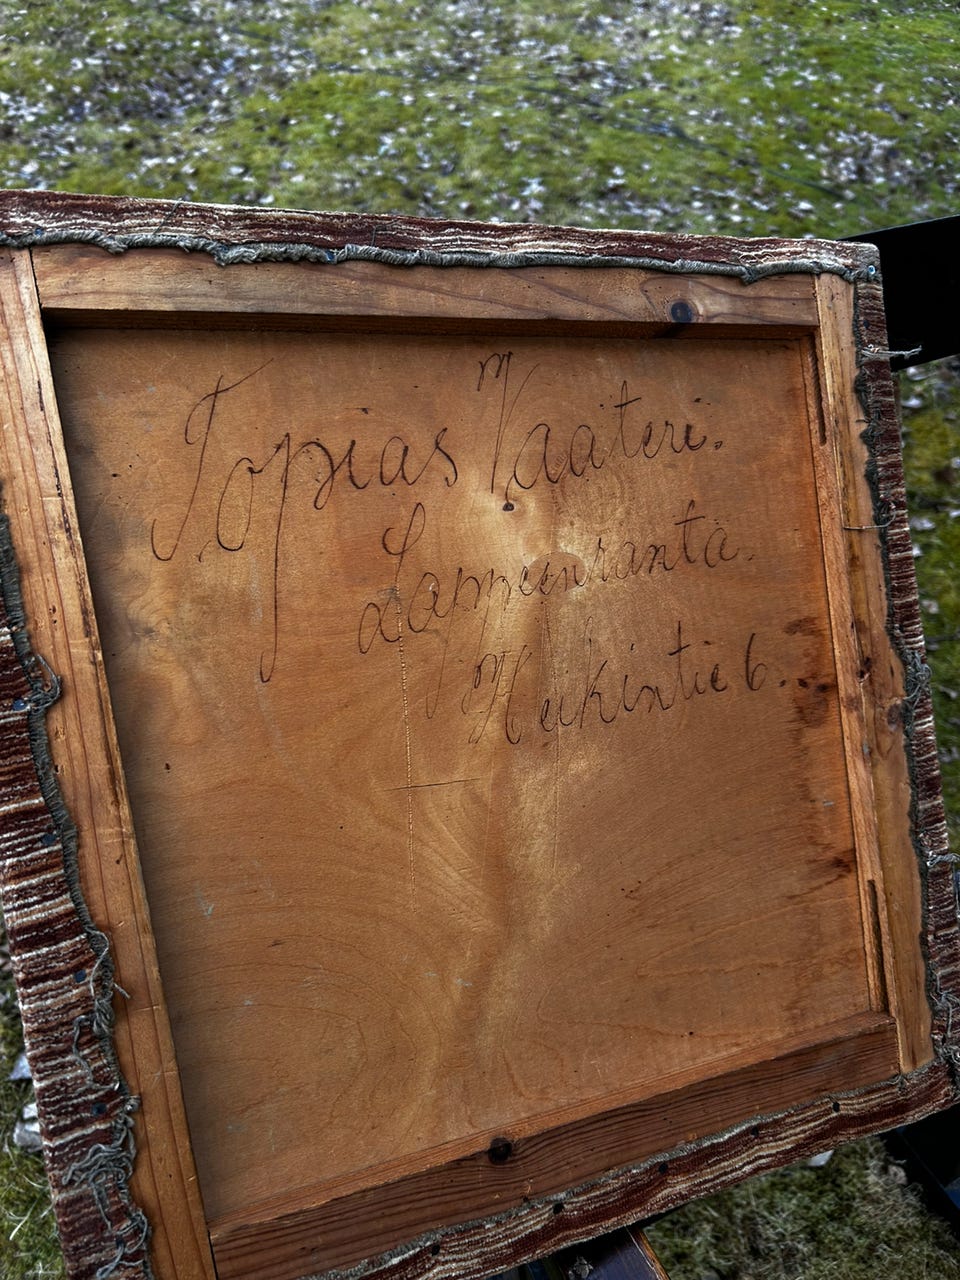 Topias Vaateri.
Lappeenranta.
Heikintie 6.